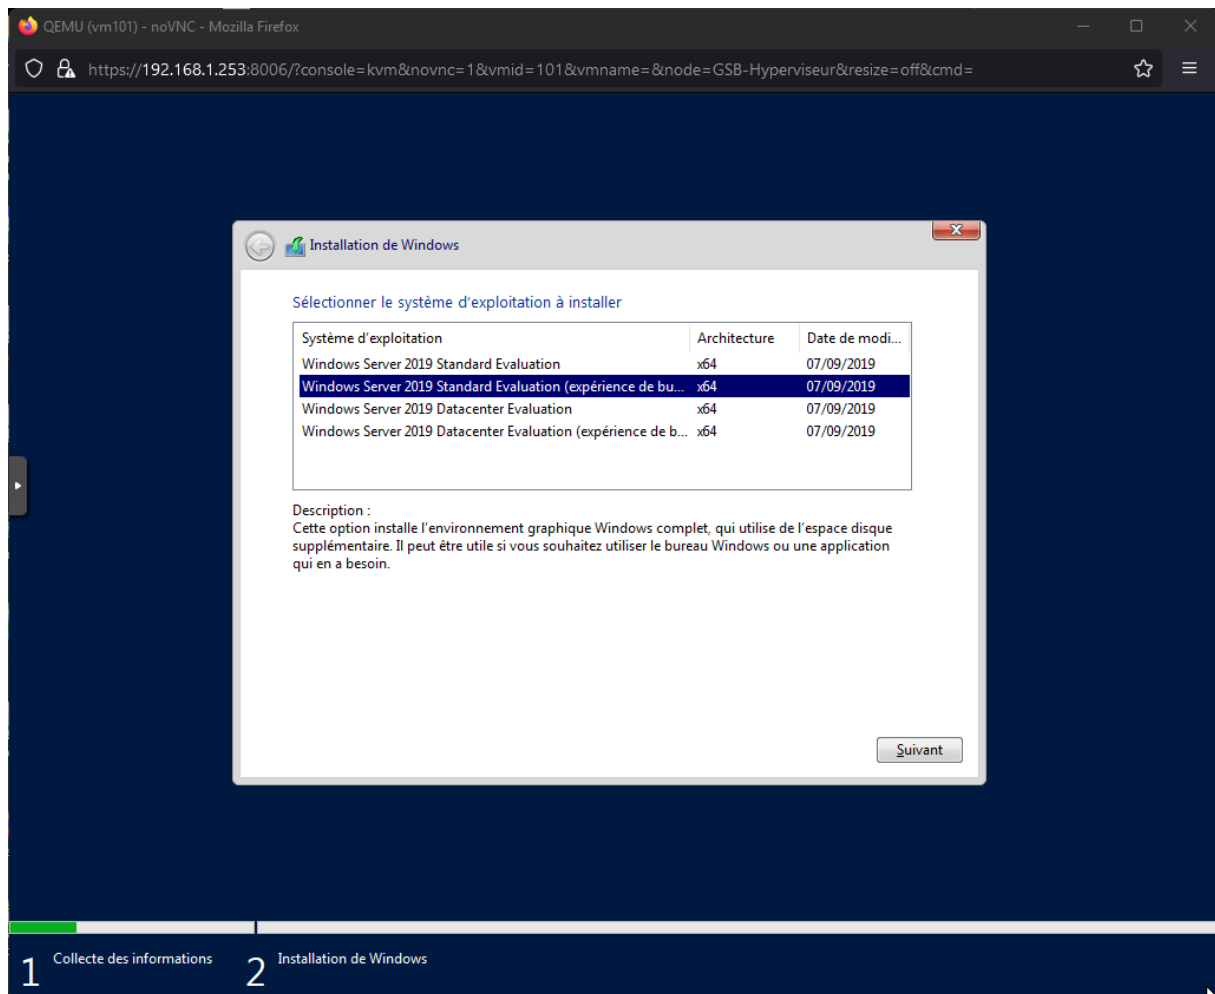 QEMU (vm101) - noVNC - Mozilla Firefox
https://192.168.1.253:8006/?console=kvm&novnc=1&vmid=101&vmname=&node=GSB-Hyperviseur&resize=off&cmd=
Installation de Windows
Sélectionner le système d'exploitation à installer
Système d'exploitation Architecture Date de modi...
Windows Server 2019 Standard Evaluation x64 07/09/2019
Windows Server 2019 Standard Evaluation (expérience de bu... x64 07/09/2019
Windows Server 2019 Datacenter Evaluation x64 07/09/2019
Windows Server 2019 Datacenter Evaluation (expérience de b... x64 07/09/2019
Description :
Cette option installe l'environnement graphique Windows complet, qui utilise de l'espace disque
supplémentaire. Il peut être utile si vous souhaitez utiliser le bureau Windows ou une application
qui en a besoin.
Suivant
1 Collecte des informations 2 Installation de Windows